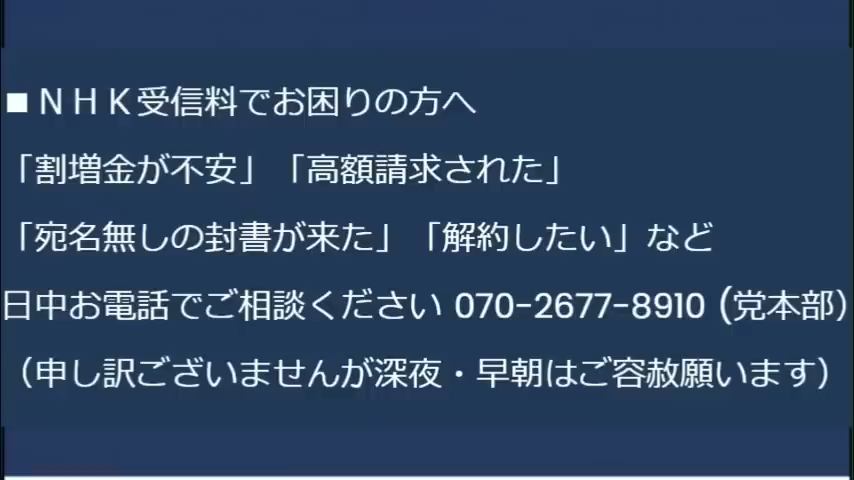 ■ＮＨＫ受信料でお困りの方へ
「割増金が不安」「高額請求された」
「宛名無しの封書が来た」「解約したい」など
日中お電話でご相談ください 070-2677-8910 (党本部）
（申し訳ございませんが深夜・早朝はご容赦願います）